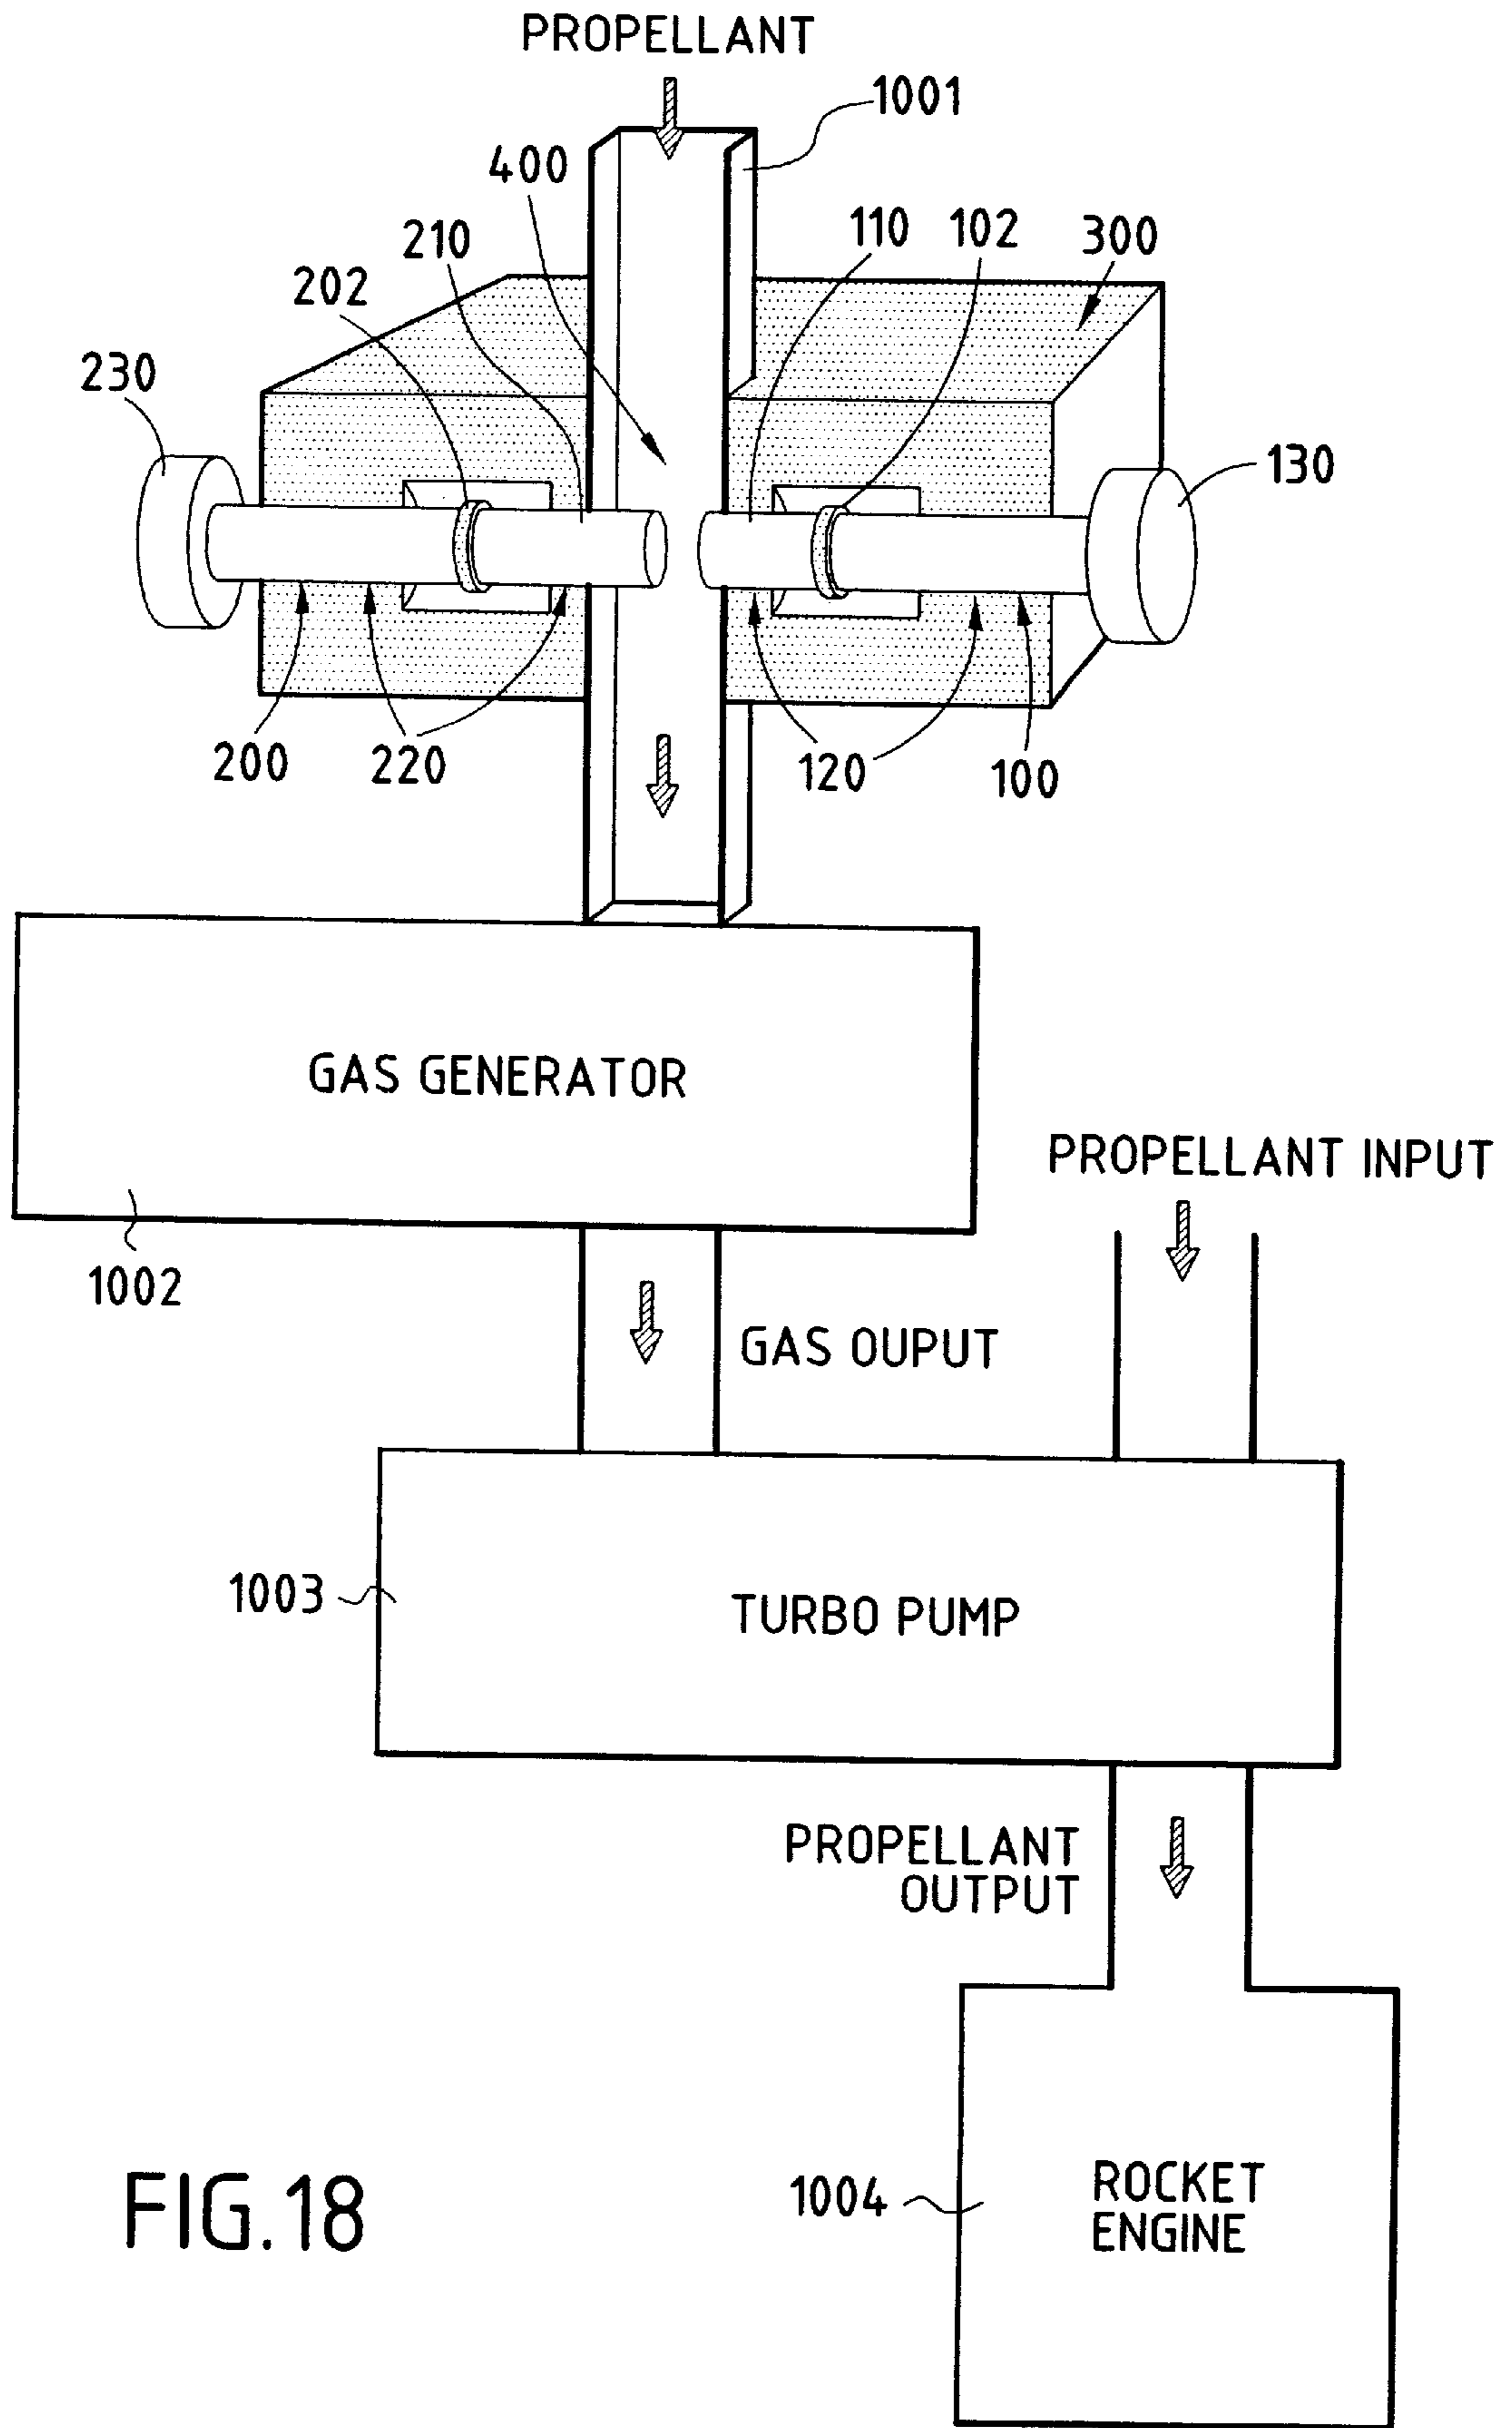 PROPELLANT
1001
400
210
110
102
300
202
230
130
200
220
120
100
GAS GENERATOR
PROPELLANT INPUT
1002
GAS OUPUT
1003
TURBO PUMP
PROPELLANT
OUTPUT
1004
ROCKET
ENGINE
FIG.18